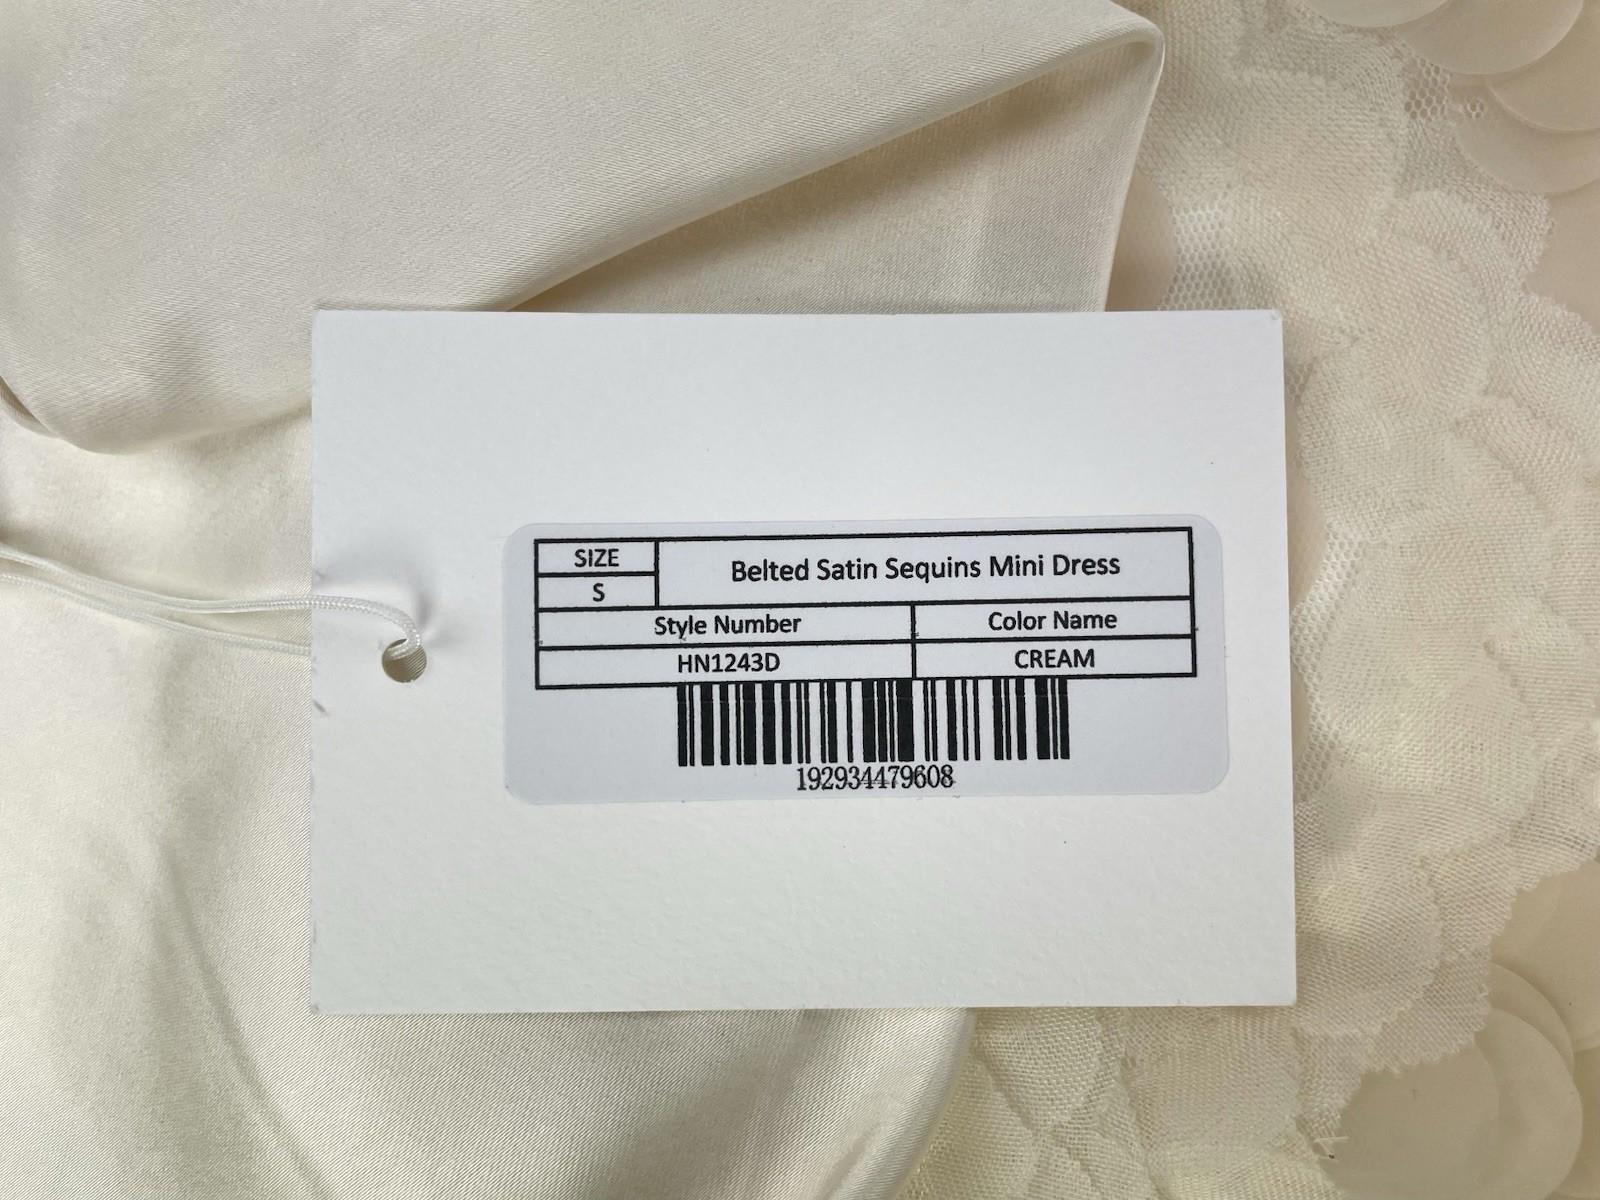 SIZE
S
Belted Satin Sequins Mini Dress
Style Number
Color Name
HN1243D
CREAM
192934479608